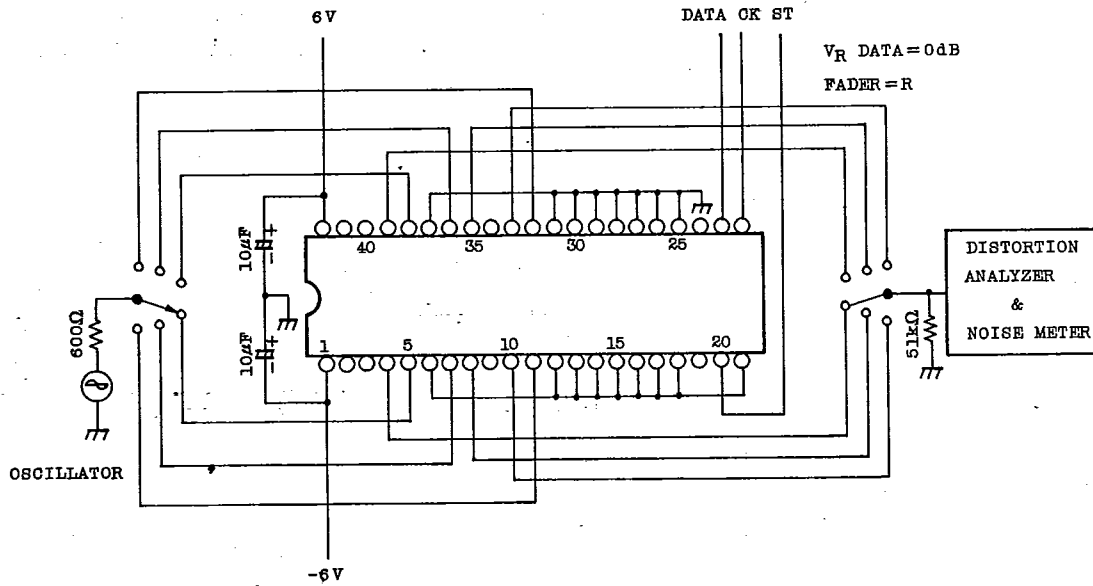 6V
DATA CK ST
V_R DATA=0dB
FADER=R
40
35
30
25
10µF
+
−
DISTORTION
ANALYZER
&
NOISE METER
600Ω
10µF
+
−
1
5
10
15
20
51kΩ
OSCILLATOR
-6V